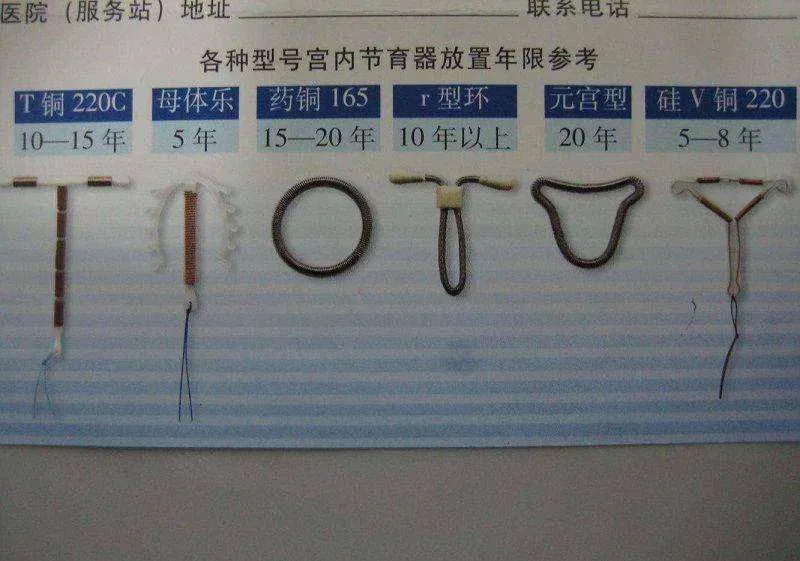 医院（服务站）地址 联系电话
各种型号宫内节育器放置年限参考
T铜220C 母体乐 药铜165 r型环 元宫型 硅V铜220
10—15年 5年 15—20年 10年以上 20年 5—8年